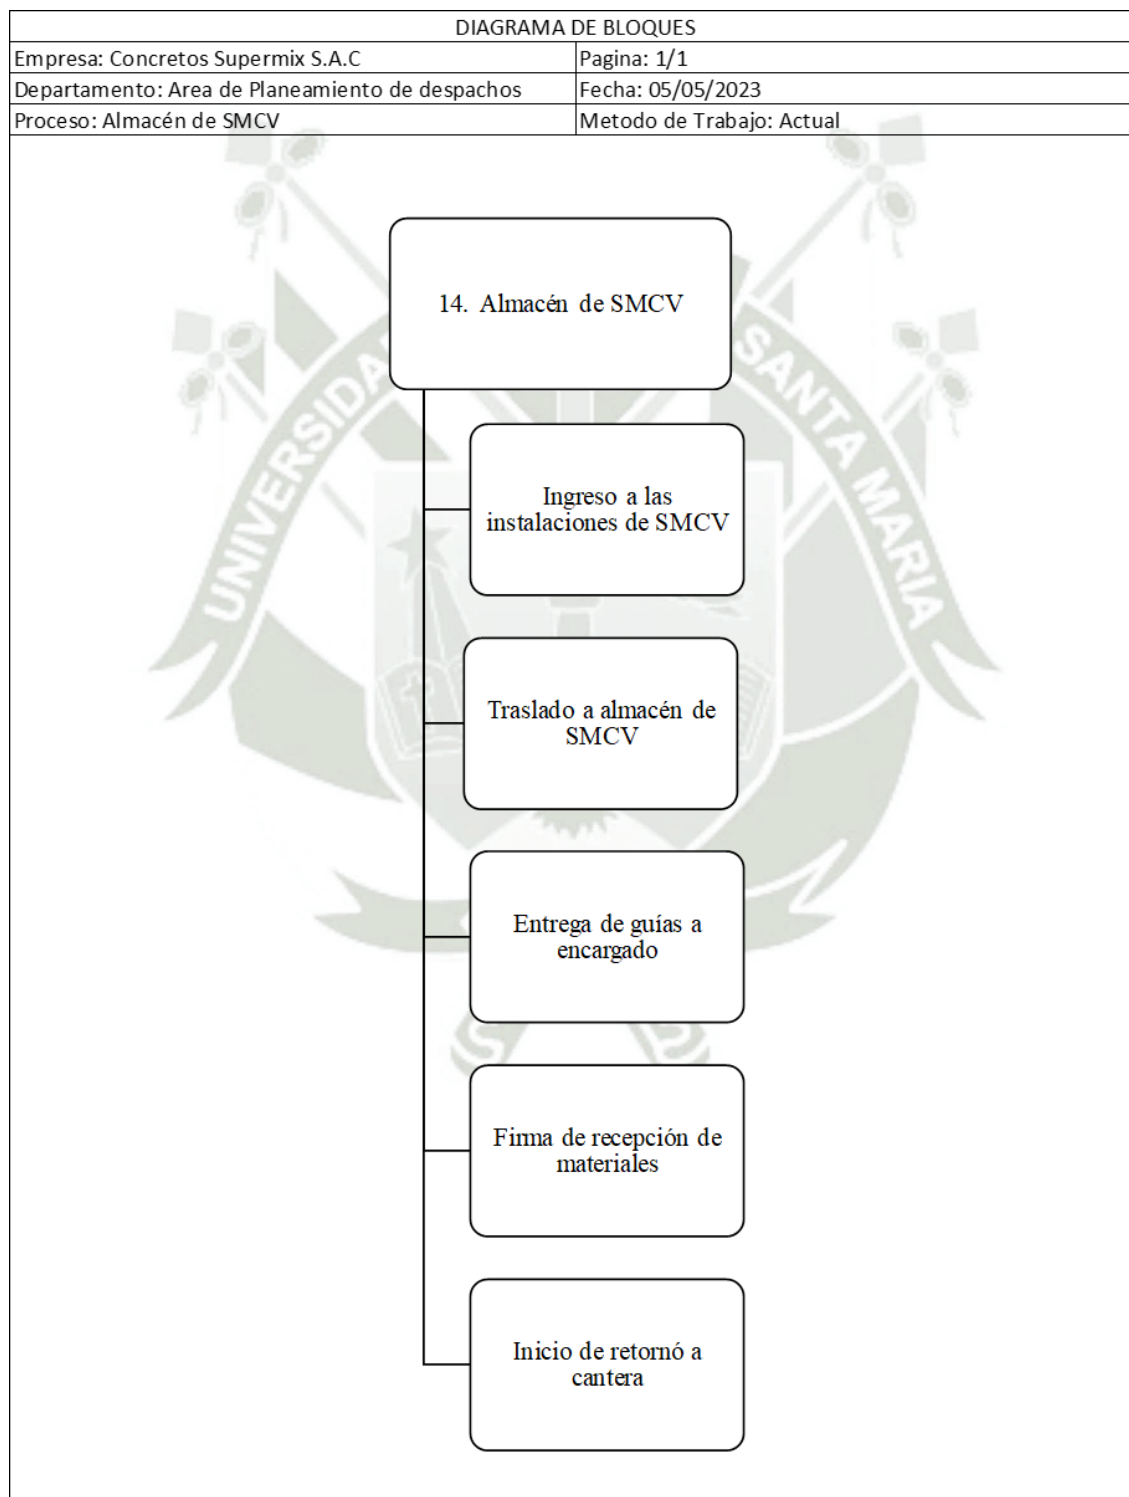 DIAGRAMA DE BLOQUES
Empresa: Concretos Supermix S.A.C
Pagina: 1/1
Departamento: Area de Planeamiento de despachos
Fecha: 05/05/2023
Proceso: Almacén de SMCV
Metodo de Trabajo: Actual
14. Almacén de SMCV
UNIVERSIDA
SANTA MARIA
Ingreso a las
instalaciones de SMCV
Traslado a almacén de
SMCV
Entrega de guías a
encargado
Firma de recepción de
materiales
Inicio de retornó a
cantera